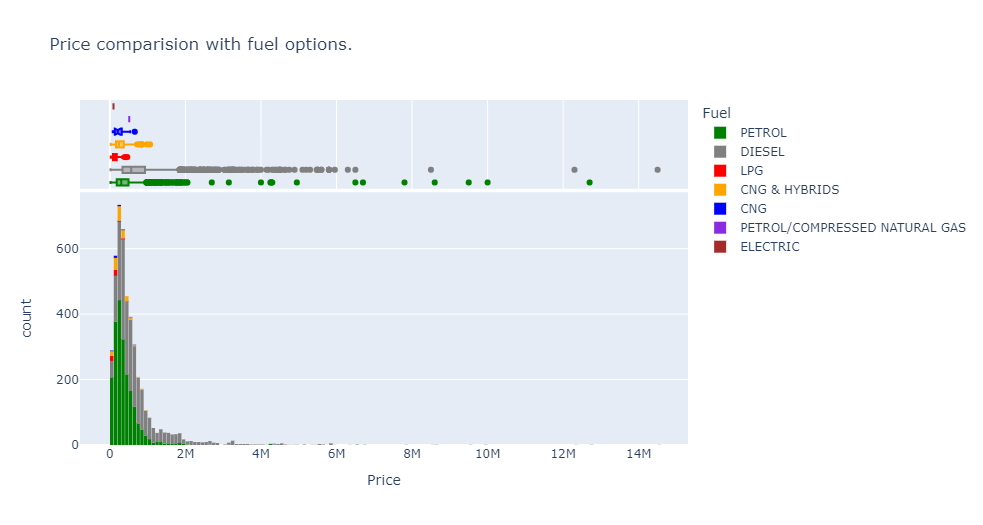 Price comparision with fuel options.
Fuel
PETROL
DIESEL
LPG
CNG & HYBRIDS
CNG
PETROL/COMPRESSED NATURAL GAS
ELECTRIC
count
600
400
200
0
0 2M 4M 6M 8M 10M 12M 14M
Price